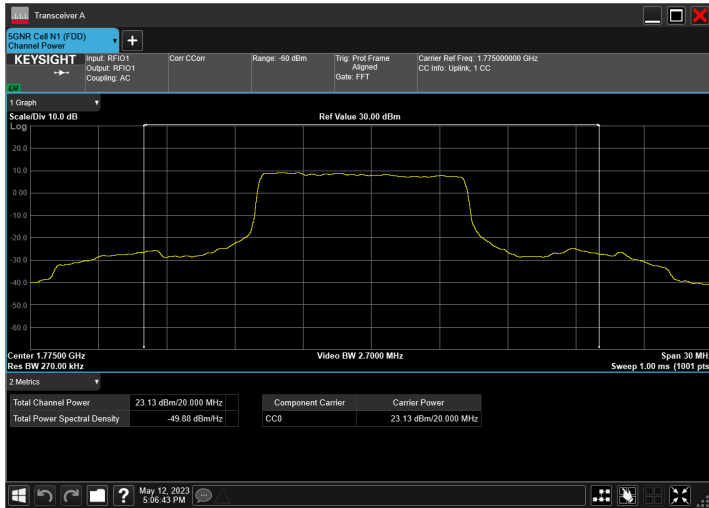 Transceiver A
5GNR Cell N1 (FDD)
Channel Power
KEYSIGHT
LXI
Input: RFIO1
Output: RFIO1
Coupling: AC
Corr CCorr
Range: -60 dBm
Trig: Prot Frame
Aligned
Gate: FFT
Carrier Ref Freq: 1.775000000 GHz
CC Info: Uplink, 1 CC
1 Graph
Scale/Div 10.0 dB
Ref Value 30.00 dBm
Log
20.0
10.0
0.00
-10.0
-20.0
-30.0
-40.0
-50.0
-60.0
Center 1.77500 GHz
Video BW 2.7000 MHz
Span 30 MHz
Res BW 270.00 kHz
Sweep 1.00 ms (1001 pts
2 Metrics
Total Channel Power 23.13 dBm/20.000 MHz
Total Power Spectral Density -49.88 dBm/Hz
Component Carrier Carrier Power
CC0 23.13 dBm/20.000 MHz
May 12, 2023
5:06:43 PM